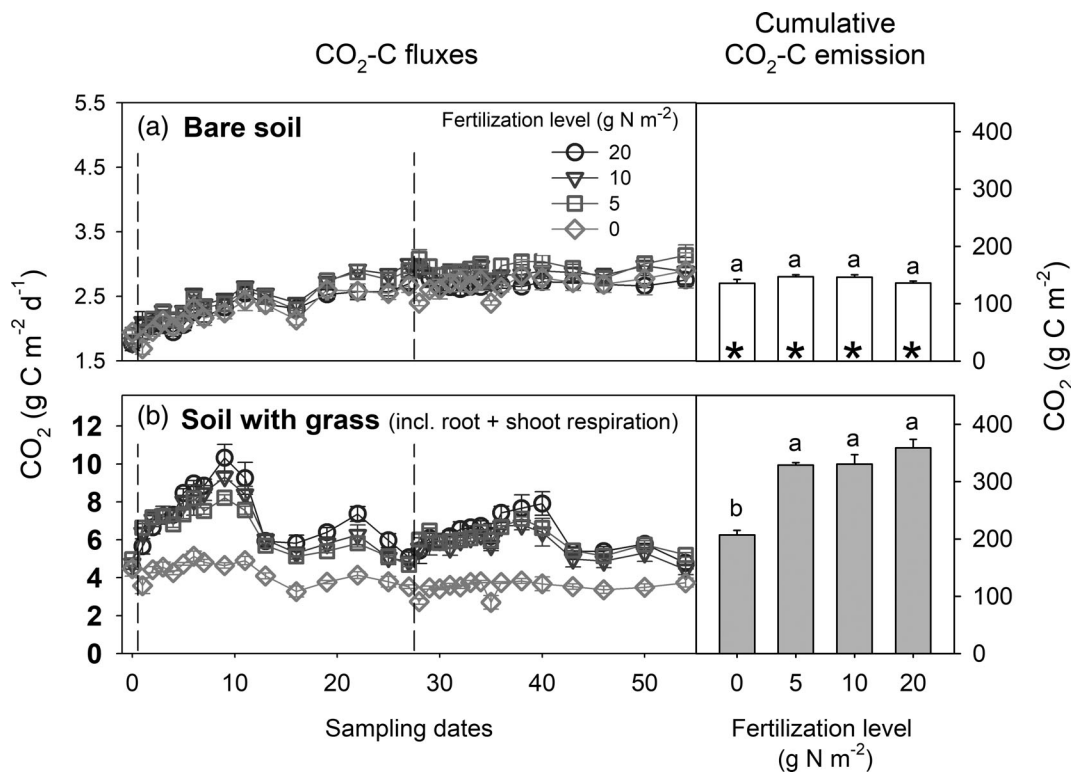 CO₂-C fluxes
Cumulative
CO₂-C emission
(a) Bare soil
Fertilization level (g N m⁻²)
20
10
5
0
5.5
4.5
3.5
2.5
1.5
a a a a
* * * *
400
300
200
100
0
(b) Soil with grass (incl. root + shoot respiration)
12
10
8
6
4
2
0
b a a a
400
300
200
100
0
CO₂ (g C m⁻² d⁻¹)
CO₂ (g C m⁻²)
0 10 20 30 40 50
0 5 10 20
Sampling dates
Fertilization level
(g N m⁻²)